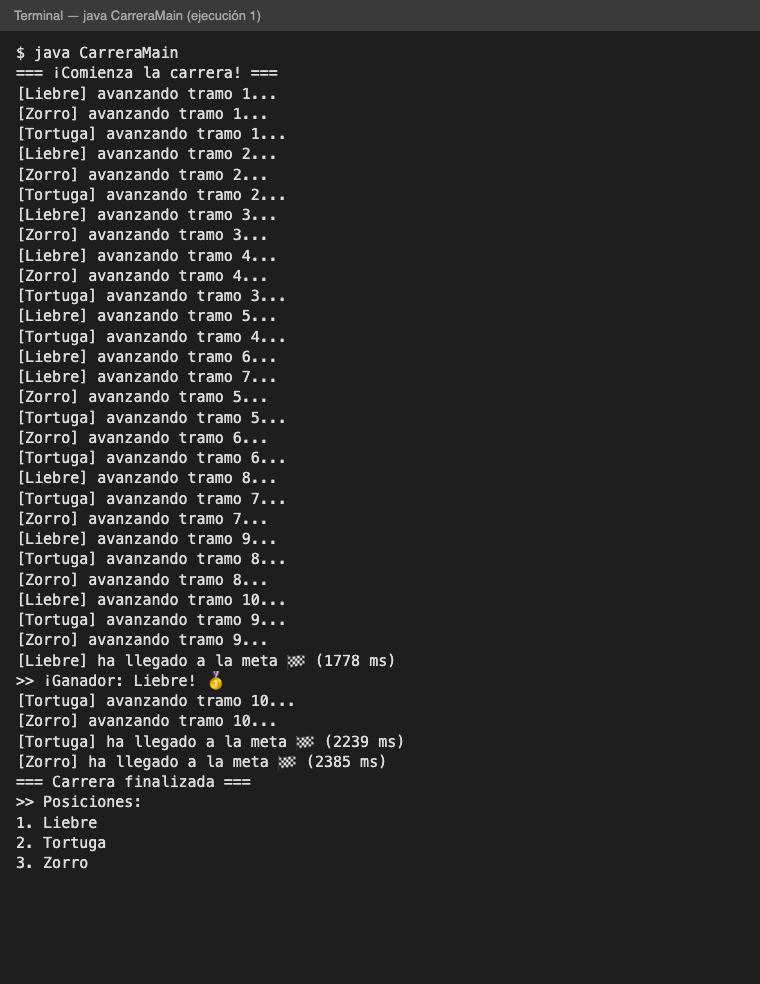 Terminal — java CarreraMain (ejecución 1)
$ java CarreraMain
=== ¡Comienza la carrera! ===
[Liebre] avanzando tramo 1...
[Zorro] avanzando tramo 1...
[Tortuga] avanzando tramo 1...
[Liebre] avanzando tramo 2...
[Zorro] avanzando tramo 2...
[Tortuga] avanzando tramo 2...
[Liebre] avanzando tramo 3...
[Zorro] avanzando tramo 3...
[Liebre] avanzando tramo 4...
[Zorro] avanzando tramo 4...
[Tortuga] avanzando tramo 3...
[Liebre] avanzando tramo 5...
[Tortuga] avanzando tramo 4...
[Liebre] avanzando tramo 6...
[Liebre] avanzando tramo 7...
[Zorro] avanzando tramo 5...
[Tortuga] avanzando tramo 5...
[Zorro] avanzando tramo 6...
[Tortuga] avanzando tramo 6...
[Liebre] avanzando tramo 8...
[Tortuga] avanzando tramo 7...
[Zorro] avanzando tramo 7...
[Liebre] avanzando tramo 9...
[Tortuga] avanzando tramo 8...
[Zorro] avanzando tramo 8...
[Liebre] avanzando tramo 10...
[Tortuga] avanzando tramo 9...
[Zorro] avanzando tramo 9...
[Liebre] ha llegado a la meta 🏁 (1778 ms)
>> ¡Ganador: Liebre! 🥇
[Tortuga] avanzando tramo 10...
[Zorro] avanzando tramo 10...
[Tortuga] ha llegado a la meta 🏁 (2239 ms)
[Zorro] ha llegado a la meta 🏁 (2385 ms)
=== Carrera finalizada ===
>> Posiciones:
1. Liebre
2. Tortuga
3. Zorro